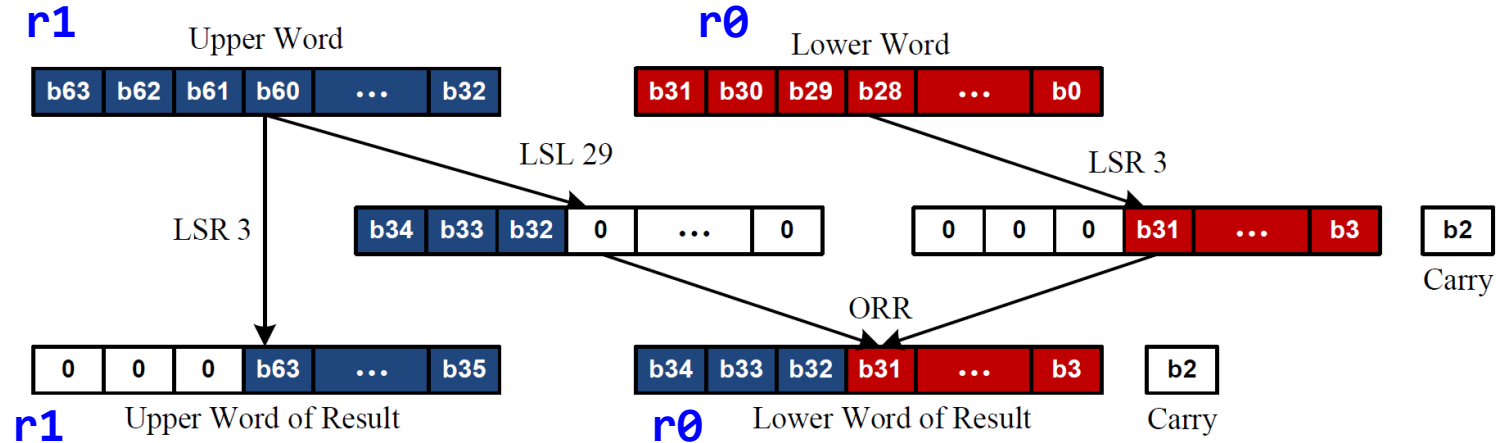 r1 r0
Upper Word Lower Word
b63 b62 b61 b60 ... b32 b31 b30 b29 b28 ... b0
LSL 29 LSR 3
LSR 3
b34 b33 b32 0 ... 0 0 0 0 b31 ... b3 b2
Carry
ORR
0 0 0 b63 ... b35 b34 b33 b32 b31 ... b3 b2
r1 Upper Word of Result r0 Lower Word of Result Carry